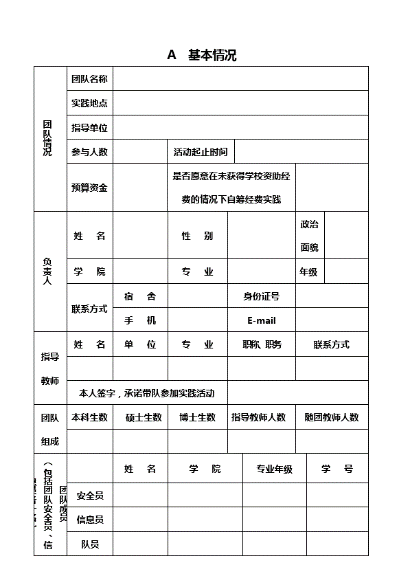 A 基本情况
团队情况
团队名称
实践地点
指导单位
参与人数 活动起止时间
预算资金 是否愿意在未获得学校资助经
费的情况下自筹经费实践
负责人
姓 名 性 别 政治
面貌
学 院 专 业 年级
联系方式 宿 舍 身份证号
手 机 E-mail
指导
教师
姓 名 单 位 专 业 职称、职务 联系方式
本人签字，承诺带队参加实践活动
团队
组成
本科生数 硕士生数 博士生数 指导教师人数 随团教师人数
团队成员
（包括团队安全员、信
姓 名 学 院 专业年级 学 号
安全员
信息员
队员